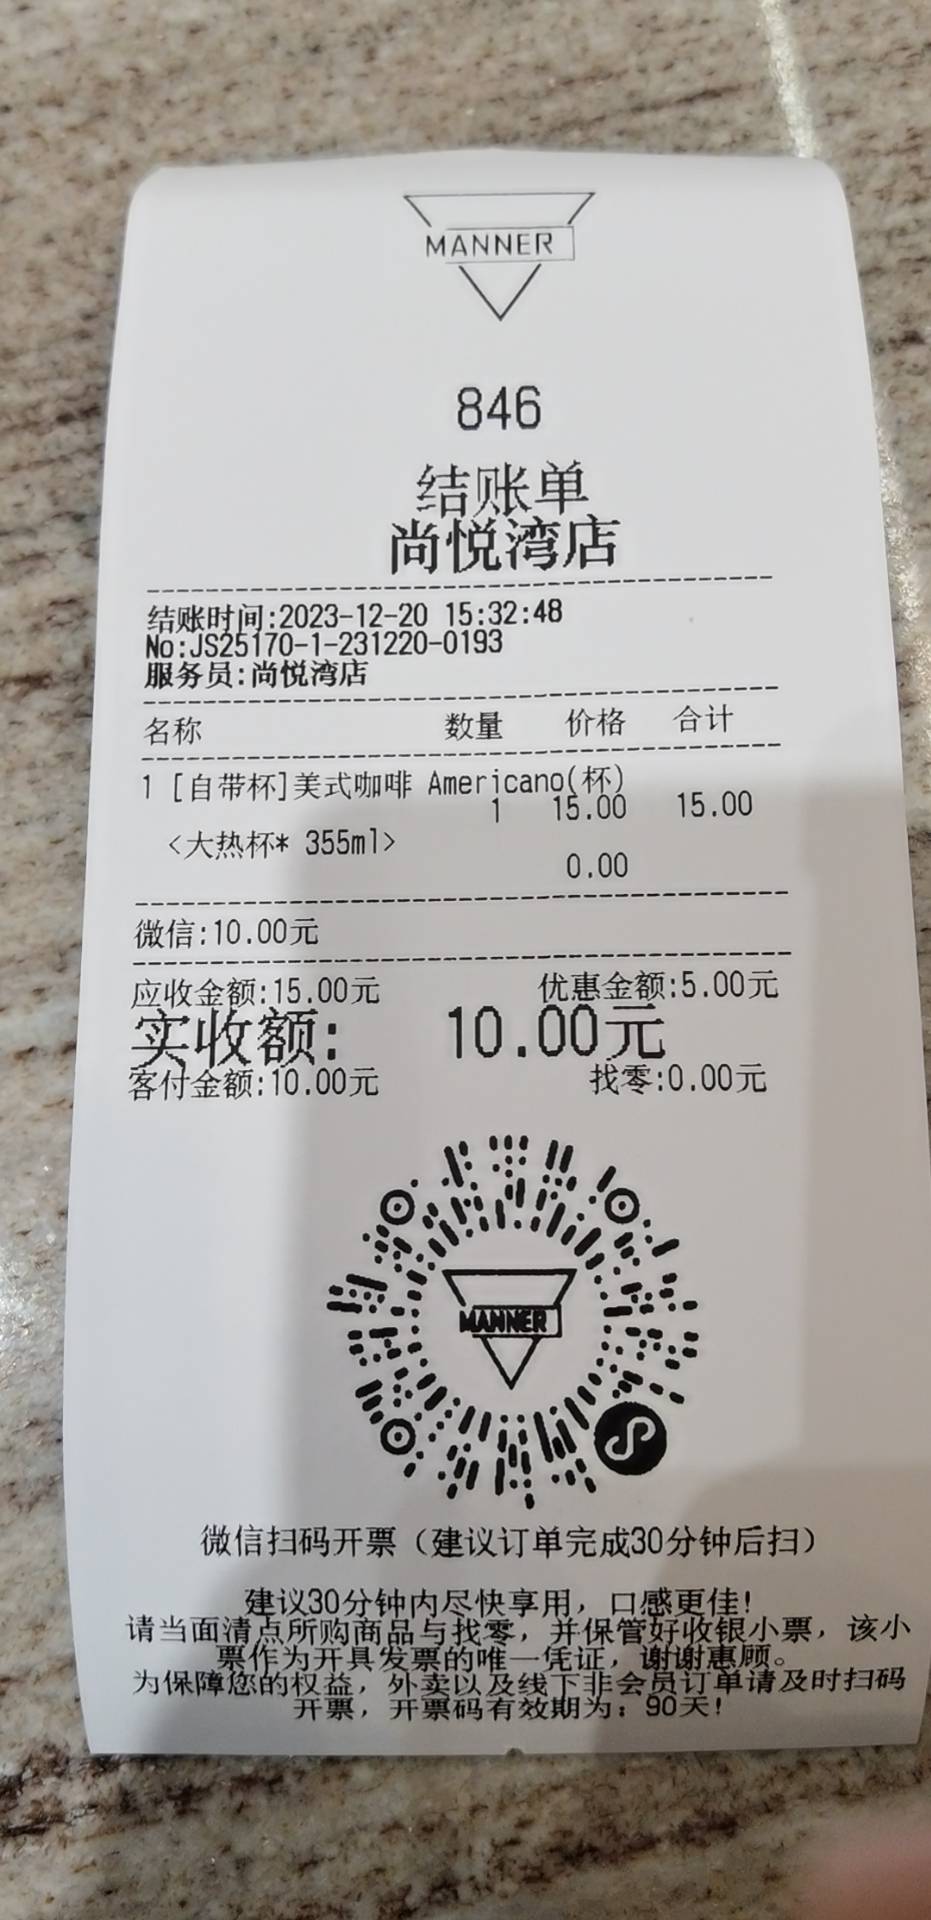 MANNER
846
结账单
尚悦湾店
结账时间:2023-12-20 15:32:48
No:JS25170-1-231220-0193
服务员:尚悦湾店
名称 数量 价格 合计
1 [自带杯]美式咖啡 Americano(杯)
1 15.00 15.00
<大热杯* 355ml>
0.00
微信:10.00元
应收金额:15.00元 优惠金额:5.00元
实收额: 10.00元
客付金额:10.00元 找零:0.00元
MANNER
微信扫码开票（建议订单完成30分钟后扫）
建议30分钟内尽快享用，口感更佳!
请当面清点所购商品与找零，并保管好收银小票，该小
票作为开具发票的唯一凭证，谢谢惠顾。
为保障您的权益，外卖以及线下非会员订单请及时扫码
开票，开票码有效期为：90天!